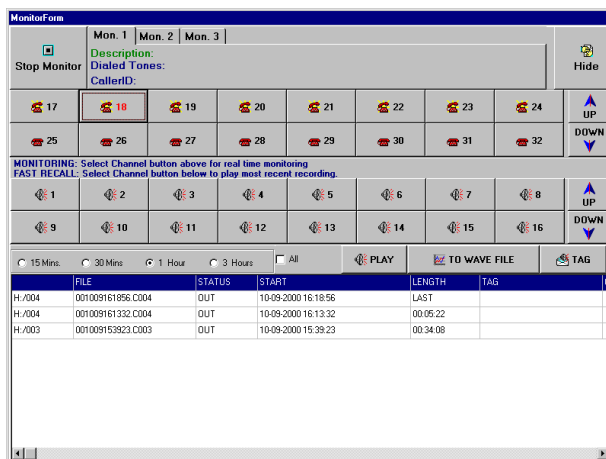 MonitorForm
Mon. 1 Mon. 2 Mon. 3
Stop Monitor
Description:
Dialed Tones:
CallerID:
Hide
17 18 19 20 21 22 23 24 UP
25 26 27 28 29 30 31 32 DOWN
MONITORING: Select Channel button above for real time monitoring
FAST RECALL: Select Channel button below to play most recent recording.
1 2 3 4 5 6 7 8 UP
9 10 11 12 13 14 15 16 DOWN
15 Mins. 30 Mins 1 Hour 3 Hours All PLAY TO WAVE FILE TAG
FILE STATUS START LENGTH TAG
H:/004 001009161856.C004 OUT 10-09-2000 16:18:56 LAST
H:/004 001009161332.C004 OUT 10-09-2000 16:13:32 00:05:22
H:/003 001009153923.C003 OUT 10-09-2000 15:39:23 00:34:08